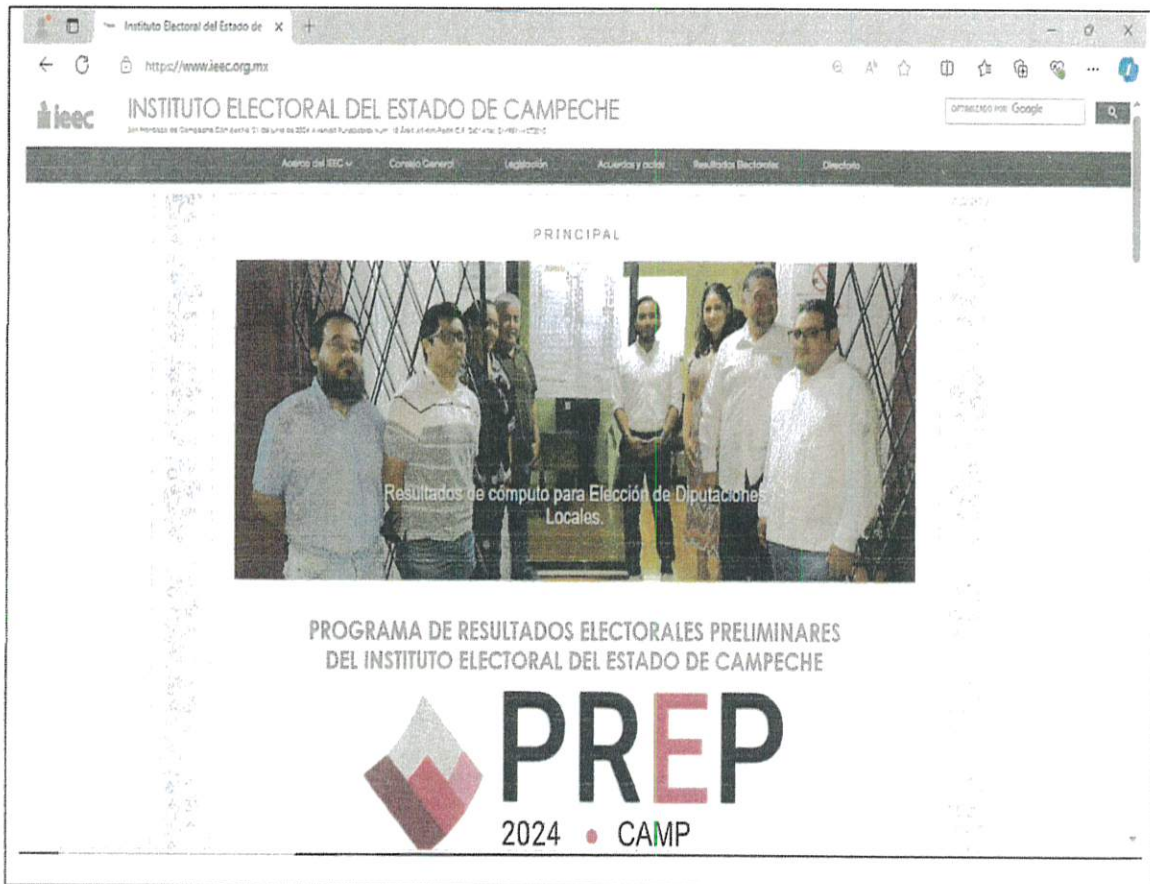 Instituto Electoral del Estado de
https://www.ieec.org.mx
ieec
INSTITUTO ELECTORAL DEL ESTADO DE CAMPECHE
Google
Acerca del IEEC
Consejo General
Legislación
Acuerdos y actas
Resultados Electorales
Directorio
PRINCIPAL
Resultados de cómputo para Elección de Diputaciones
Locales.
PROGRAMA DE RESULTADOS ELECTORALES PRELIMINARES
DEL INSTITUTO ELECTORAL DEL ESTADO DE CAMPECHE
PREP
2024 • CAMP